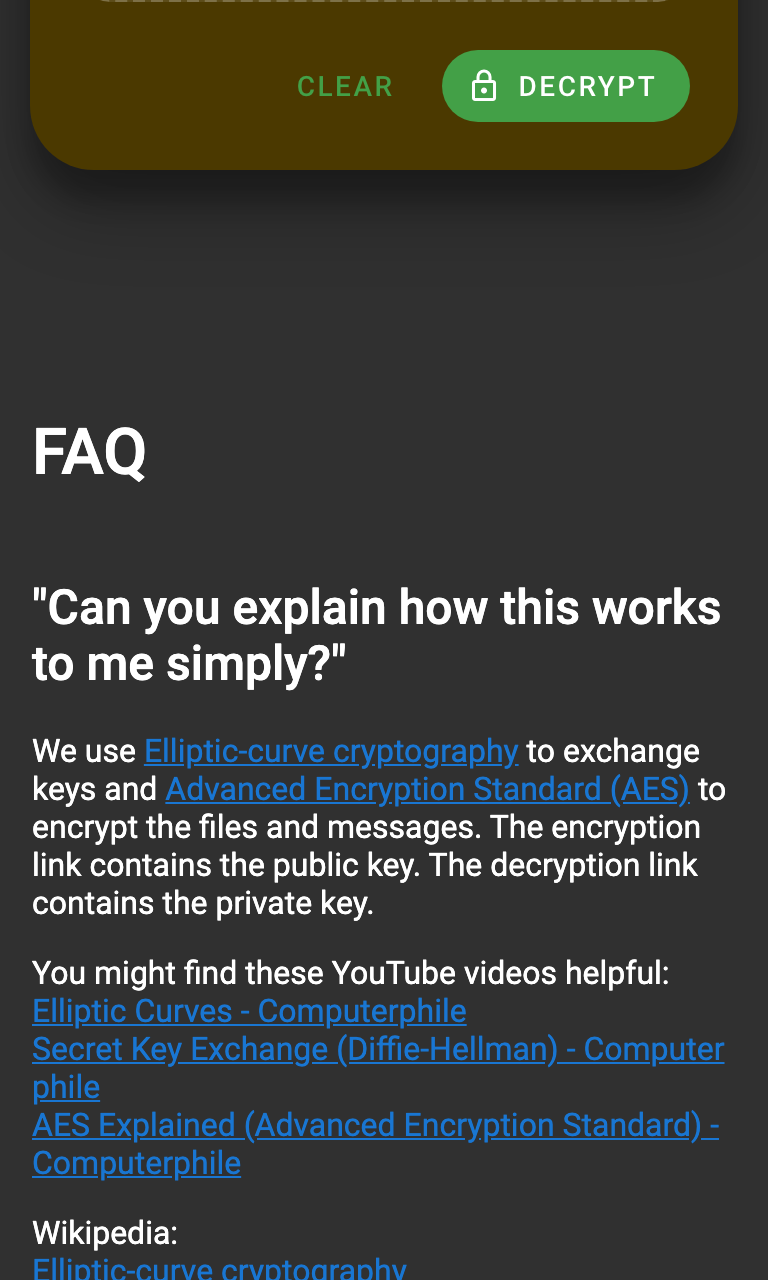 CLEAR
DECRYPT
FAQ
"Can you explain how this works
to me simply?"
We use Elliptic-curve cryptography to exchange
keys and Advanced Encryption Standard (AES) to
encrypt the files and messages. The encryption
link contains the public key. The decryption link
contains the private key.
You might find these YouTube videos helpful:
Elliptic Curves - Computerphile
Secret Key Exchange (Diffie-Hellman) - Computer
phile
AES Explained (Advanced Encryption Standard) -
Computerphile
Wikipedia:
Elliptic-curve cryptography